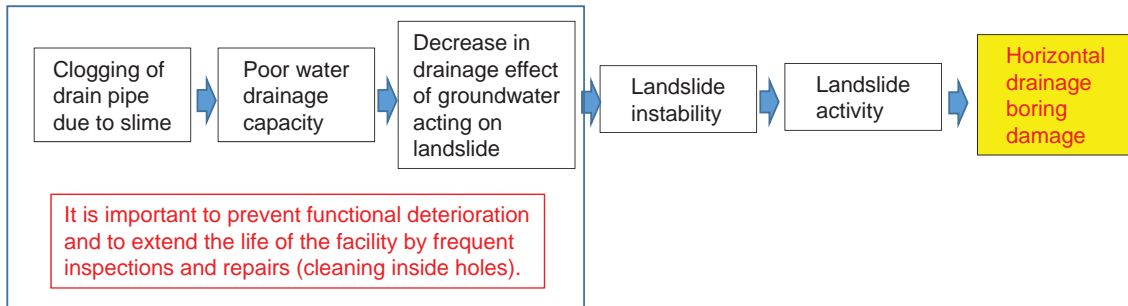 Clogging of
drain pipe
due to slime
Poor water
drainage
capacity
Decrease in
drainage effect
of groundwater
acting on
landslide
Landslide
instability
Landslide
activity
Horizontal
drainage
boring
damage
It is important to prevent functional deterioration
and to extend the life of the facility by frequent
inspections and repairs (cleaning inside holes).